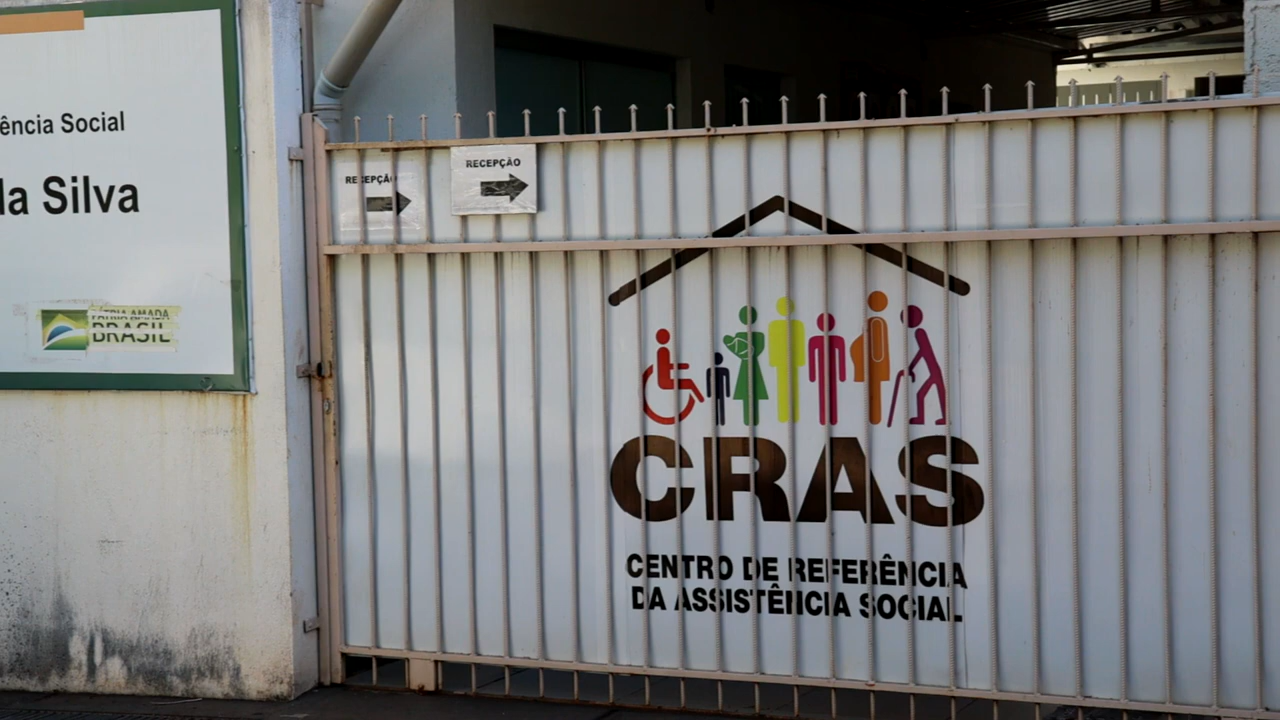 ência Social
la Silva
PÁTRIA AMADA
BRASIL
RECEPÇÃO
RECEPÇÃO
CRAS
CENTRO DE REFERÊNCIA
DA ASSISTÊNCIA SOCIAL